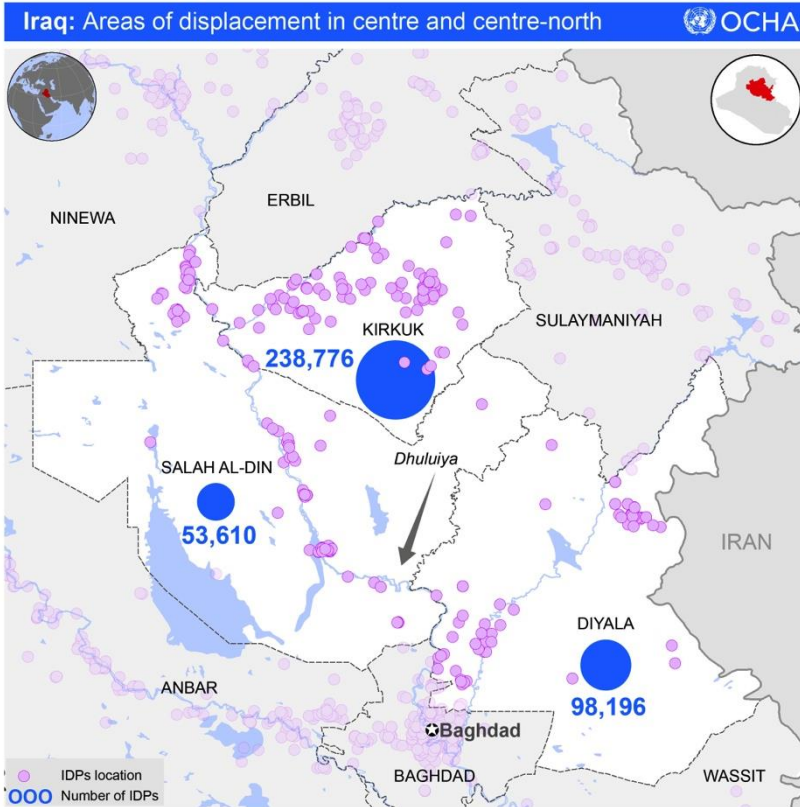 Iraq: Areas of displacement in centre and centre-north
OCHA
NINEWA
ERBIL
SULAYMANIYAH
KIRKUK
238,776
Dhuluiya
SALAH AL-DIN
53,610
IRAN
DIYALA
98,196
ANBAR
Baghdad
BAGHDAD
WASSIT
IDPs location
Number of IDPs